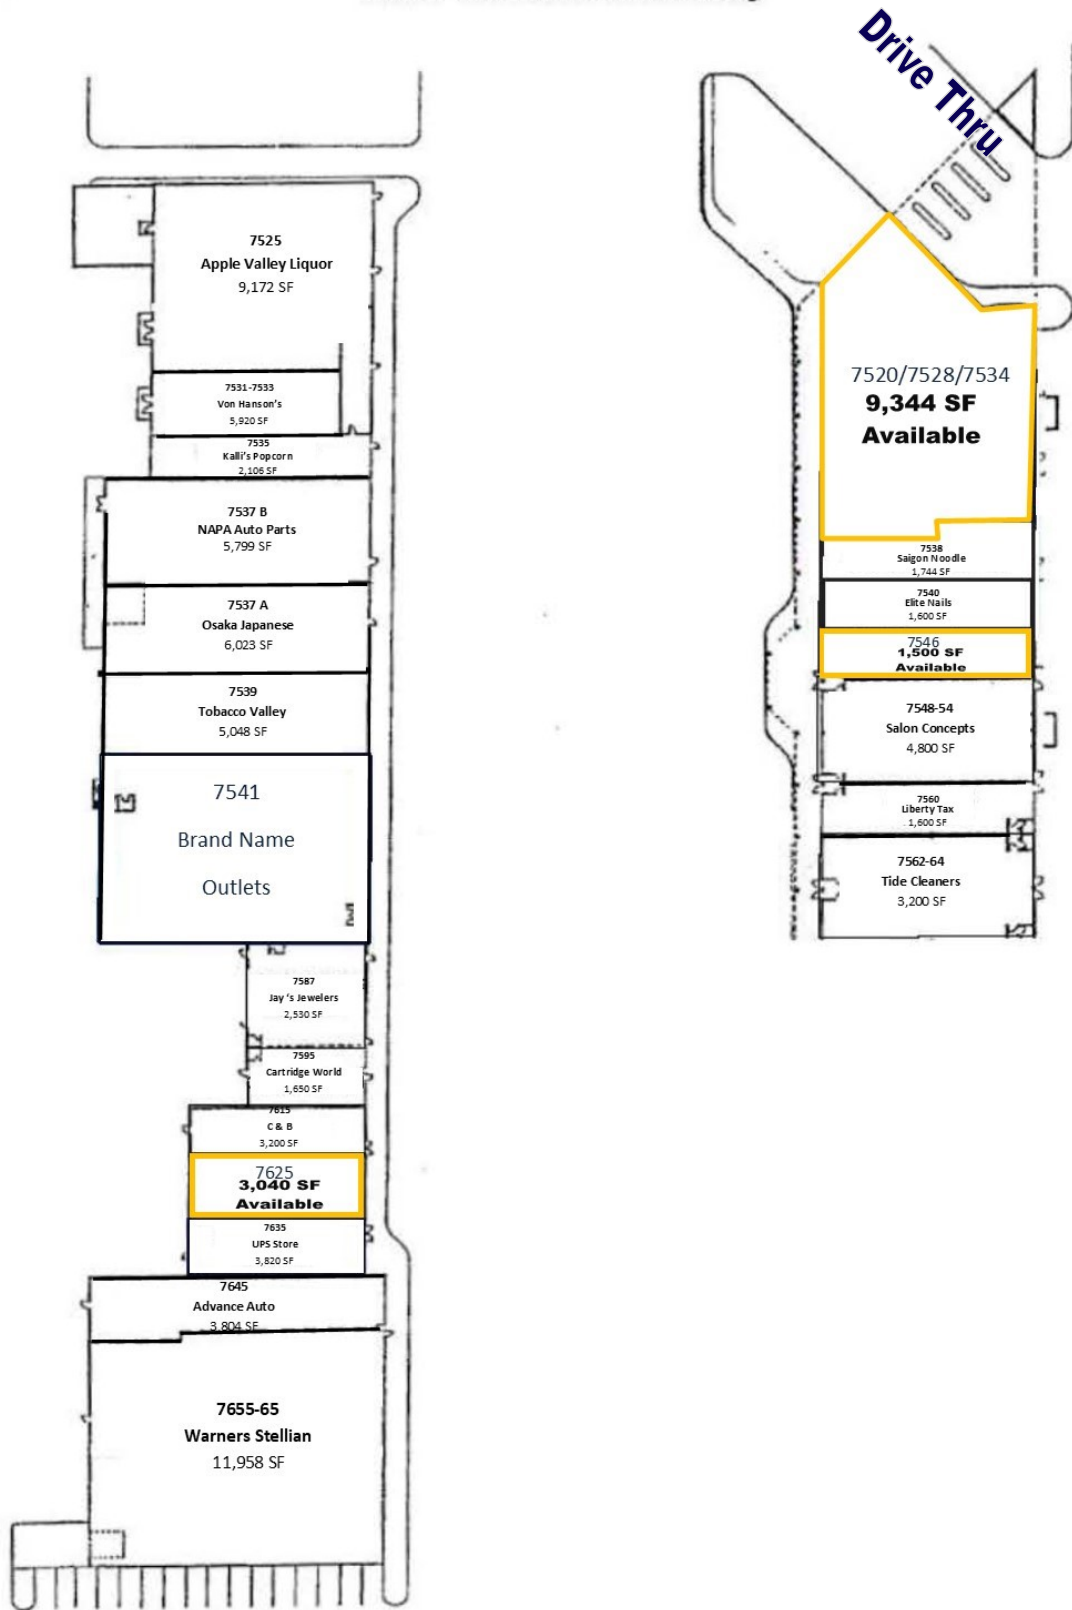 Drive Thru
7525
Apple Valley Liquor
9,172 SF
7531-7533
Von Hanson's
5,920 SF
7535
Kalli's Popcorn
2,106 SF
7537 B
NAPA Auto Parts
5,799 SF
7537 A
Osaka Japanese
6,023 SF
7539
Tobacco Valley
5,048 SF
7541
Brand Name
Outlets
7587
Jay 's Jewelers
2,530 SF
7595
Cartridge World
1,650 SF
7615
C & B
3,200 SF
7625
3,040 SF
Available
7635
UPS Store
3,820 SF
7645
Advance Auto
3,804 SF
7655-65
Warners Stellian
11,958 SF
7520/7528/7534
9,344 SF
Available
7538
Saigon Noodle
1,744 SF
7540
Elite Nails
1,600 SF
7546
1,500 SF
Available
7548-54
Salon Concepts
4,800 SF
7560
Liberty Tax
1,600 SF
7562-64
Tide Cleaners
3,200 SF